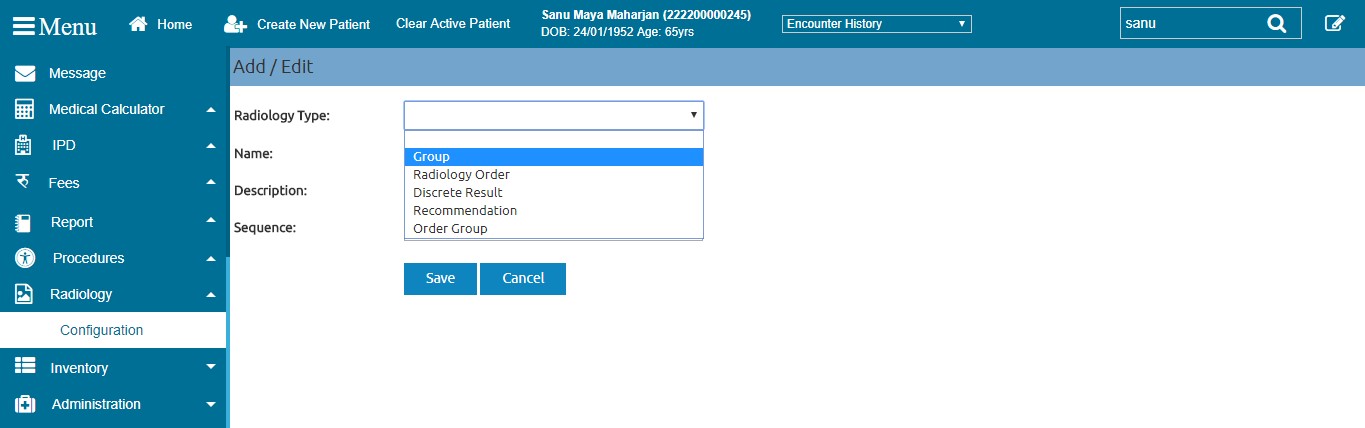 Menu
Home
Create New Patient
Clear Active Patient
Sanu Maya Maharjan (222200000245)
DOB: 24/01/1952 Age: 65yrs
Encounter History
sanu
Message
Medical Calculator
IPD
Fees
Report
Procedures
Radiology
Configuration
Inventory
Administration
Add / Edit
Radiology Type:
Group
Radiology Order
Discrete Result
Recommendation
Order Group
Name:
Description:
Sequence:
Save
Cancel